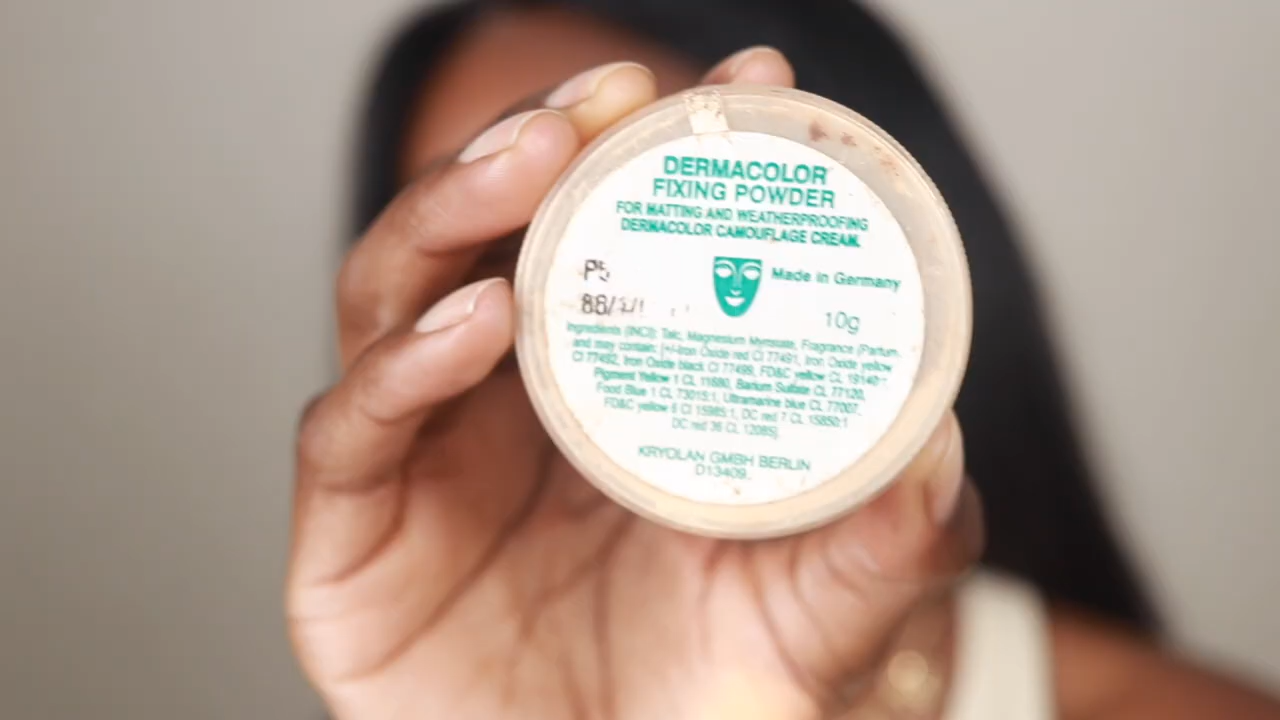 DERMACOLOR
FIXING POWDER
FOR MATTING AND WEATHERPROOFING
DERMACOLOR CAMOUFLAGE CREAM.
P5
Made in Germany
10g
Ingredients (INCI): Talc, Magnesium Myristate, Fragrance (Parfum,
and may contain: [+/-Iron Oxide red CI 77491, Iron Oxide yellow
CI 77492, Iron Oxide black CI 77499, FD&C yellow CL 19140:1
Pigment Yellow 1 CL 11680, Barium Sulfate CL 77120,
Food Blue 1 CL 73015:1, Ultramarine blue CL 77007,
FD&C yellow 6 CI 15985:1, DC red 7 CL 15850:1
DC red 36 CL 12085]
KRYOLAN GMBH BERLIN
D13409.